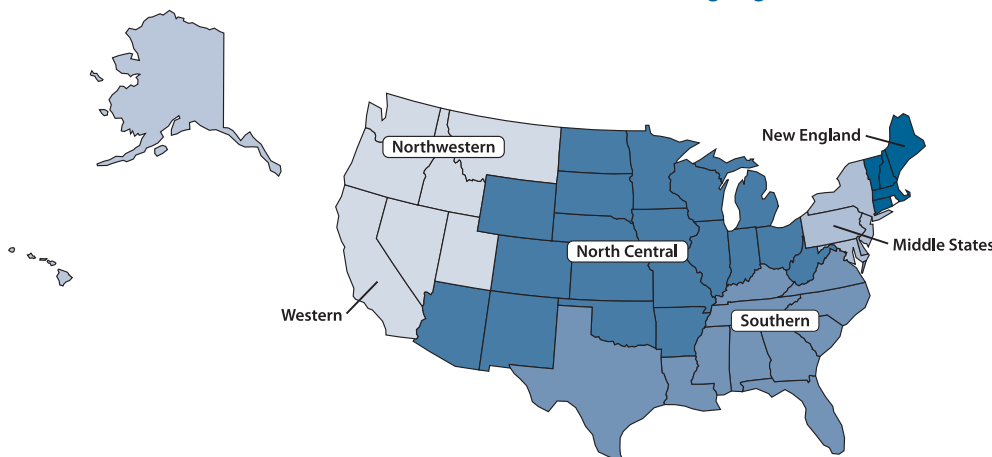 New England
Northwestern
North Central
Middle States
Western
Southern